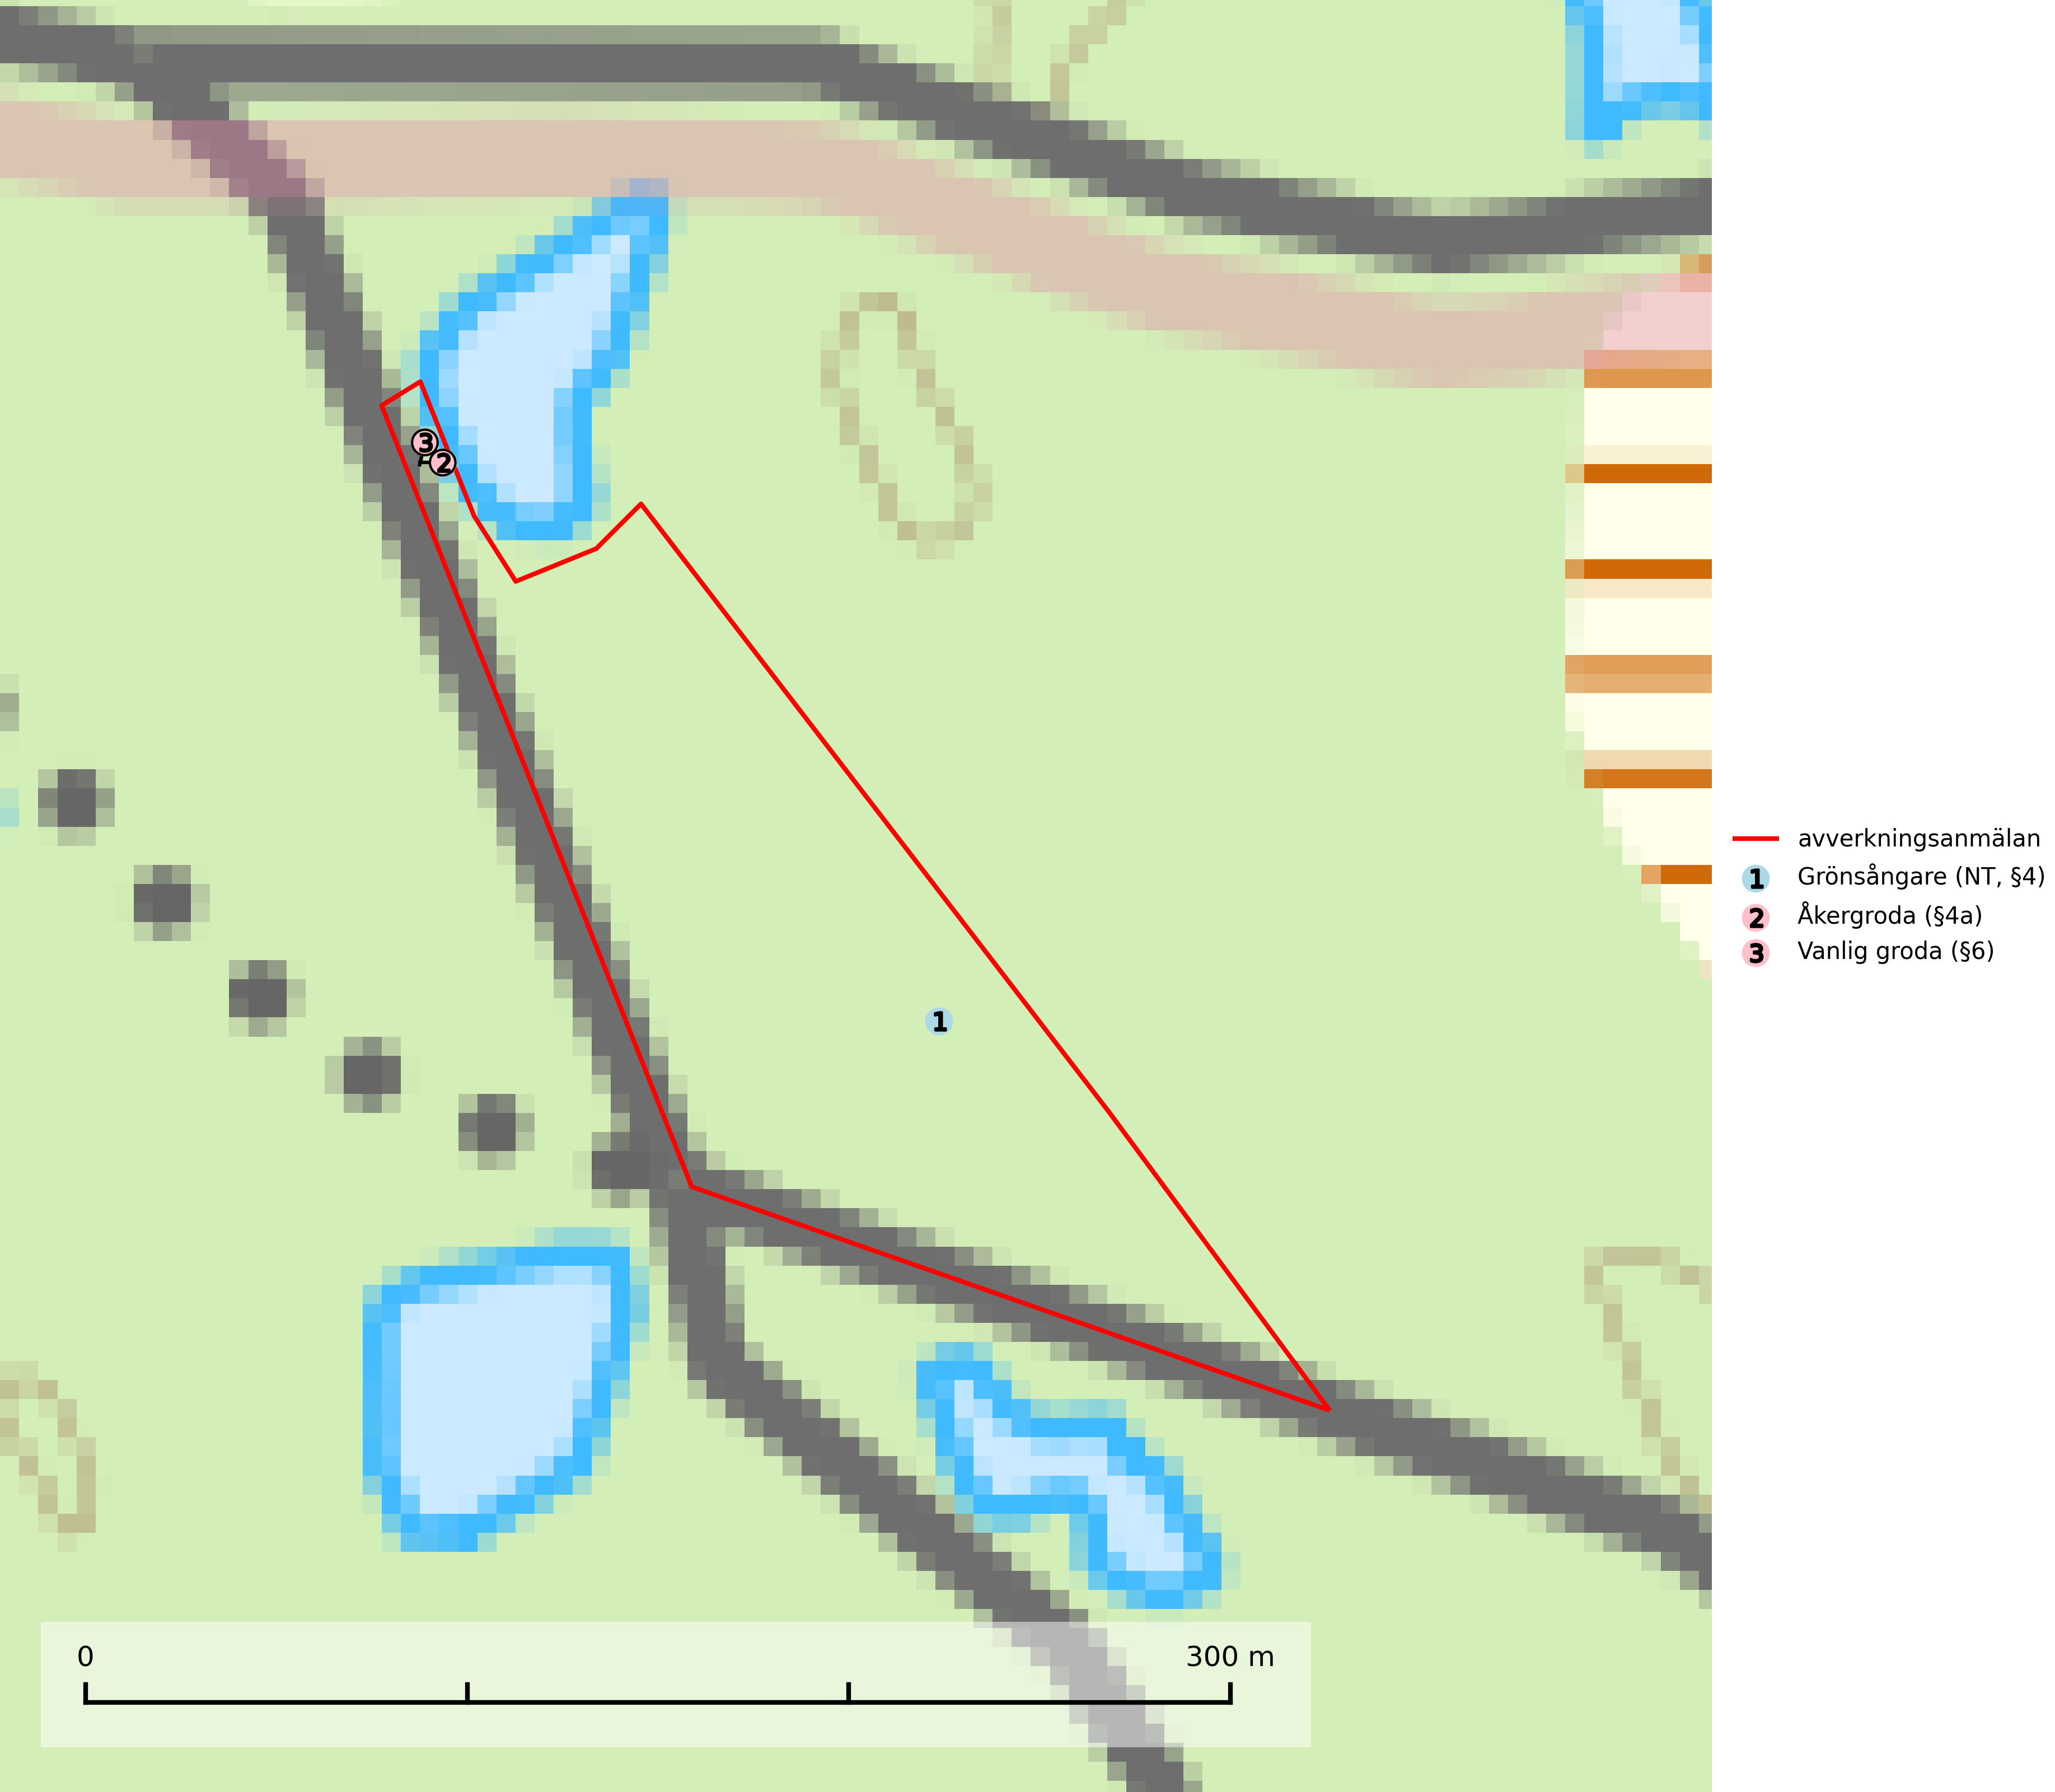 3
2
1
avverkningsanmälan
1 Grönsångare (NT, §4)
2 Åkergroda (§4a)
3 Vanlig groda (§6)
0 300 m